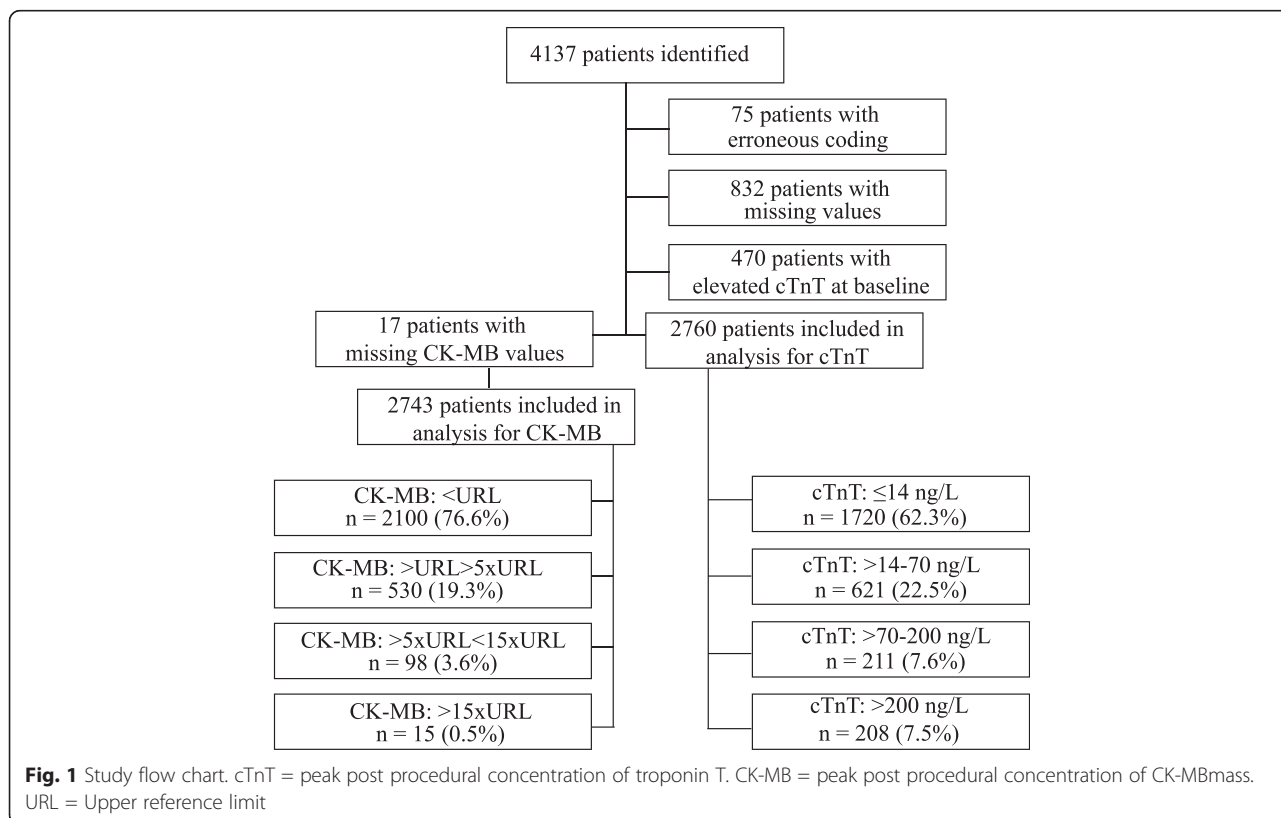 4137 patients identified
75 patients with
erroneous coding
832 patients with
missing values
470 patients with
elevated cTnT at baseline
17 patients with
missing CK-MB values
2760 patients included in
analysis for cTnT
2743 patients included in
analysis for CK-MB
CK-MB: <URL
n = 2100 (76.6%)
CK-MB: >URL>5xURL
n = 530 (19.3%)
CK-MB: >5xURL<15xURL
n = 98 (3.6%)
CK-MB: >15xURL
n = 15 (0.5%)
cTnT: ≤14 ng/L
n = 1720 (62.3%)
cTnT: >14-70 ng/L
n = 621 (22.5%)
cTnT: >70-200 ng/L
n = 211 (7.6%)
cTnT: >200 ng/L
n = 208 (7.5%)
Fig. 1 Study flow chart. cTnT = peak post procedural concentration of troponin T. CK-MB = peak post procedural concentration of CK-MBmass.
URL = Upper reference limit